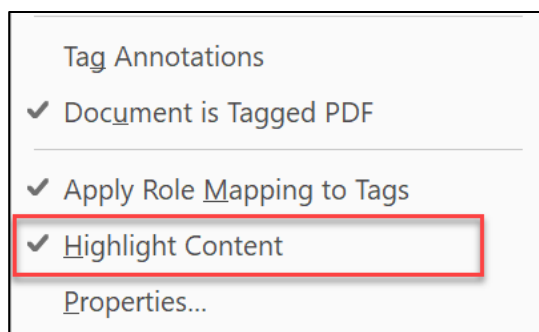 Tag Annotations
Document is Tagged PDF
Apply Role Mapping to Tags
Highlight Content
Properties...